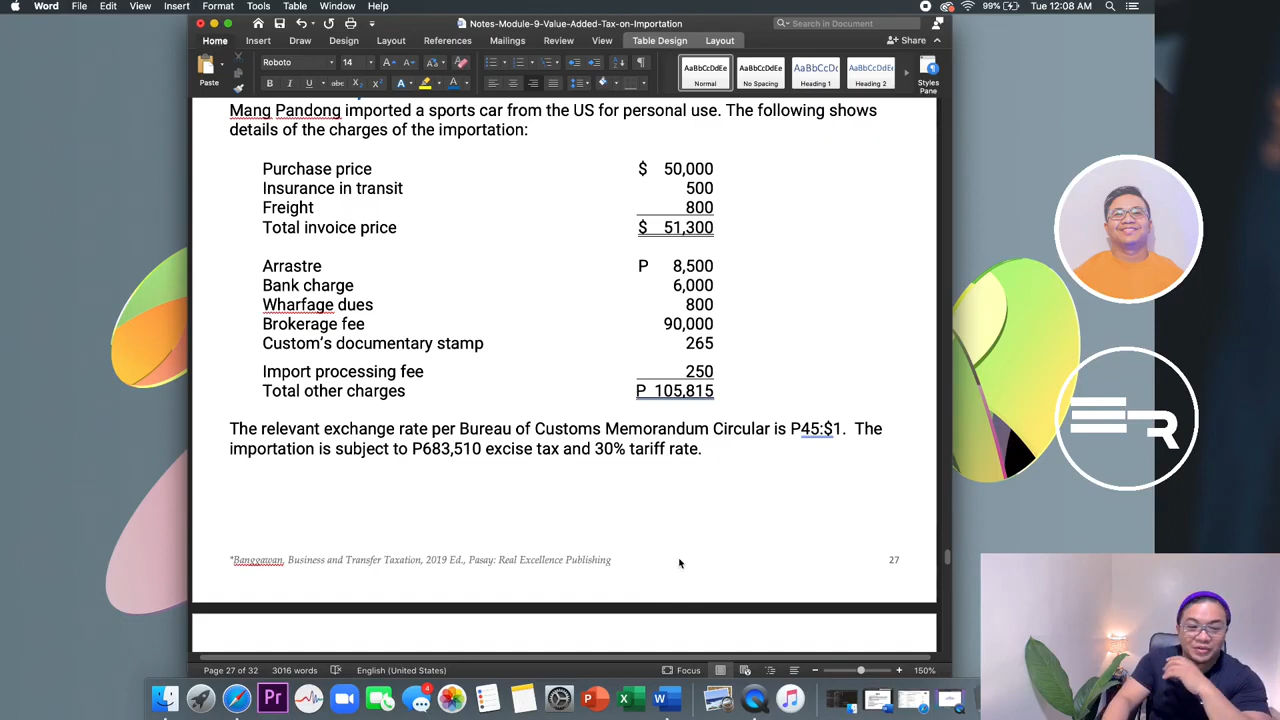 Word File Edit View Insert Format Tools Table Window Help 99% Tue 12:08 AM
Notes-Module-9-Value-Added-Tax-on-Importation
Search in Document
Home Insert Draw Design Layout References Mailings Review View Table Design Layout Share
Paste
Roboto 14
AaBbCcDdEe AaBbCcDdEe AaBbCcDd AaBbCcDdEe
Normal No Spacing Heading 1 Heading 2
Styles Pane
Mang Pandong imported a sports car from the US for personal use. The following shows
details of the charges of the importation:
Purchase price $ 50,000
Insurance in transit 500
Freight 800
Total invoice price $ 51,300
Arrastre P 8,500
Bank charge 6,000
Wharfage dues 800
Brokerage fee 90,000
Custom's documentary stamp 265
Import processing fee 250
Total other charges P 105,815
The relevant exchange rate per Bureau of Customs Memorandum Circular is P45:$1. The
importation is subject to P683,510 excise tax and 30% tariff rate.
*Banggawan, Business and Transfer Taxation, 2019 Ed., Pasay: Real Excellence Publishing 27
ER
Page 27 of 32 3016 words English (United States) Focus 150%